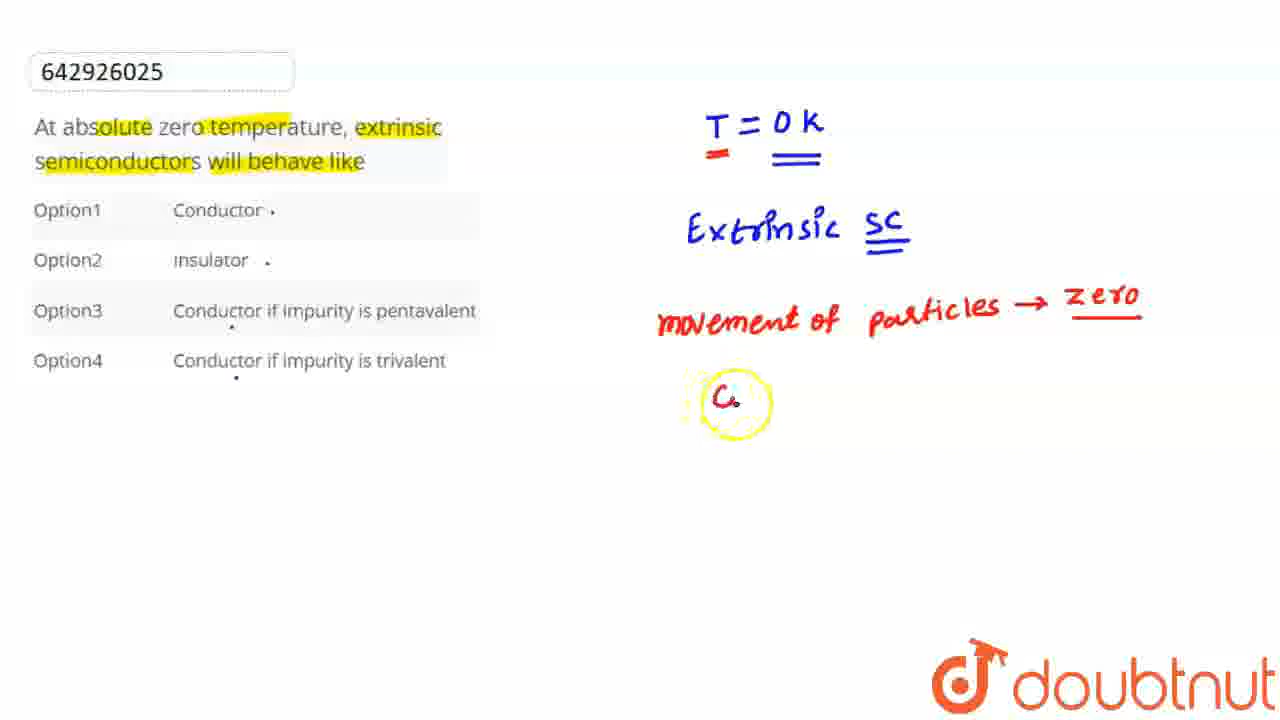 642926025
At absolute zero temperature, extrinsic
semiconductors will behave like
Option1 Conductor
Option2 insulator
Option3 Conductor if impurity is pentavalent
Option4 Conductor if impurity is trivalent
T = 0 K
Extrinsic SC
movement of particles → zero
C
doubtnut